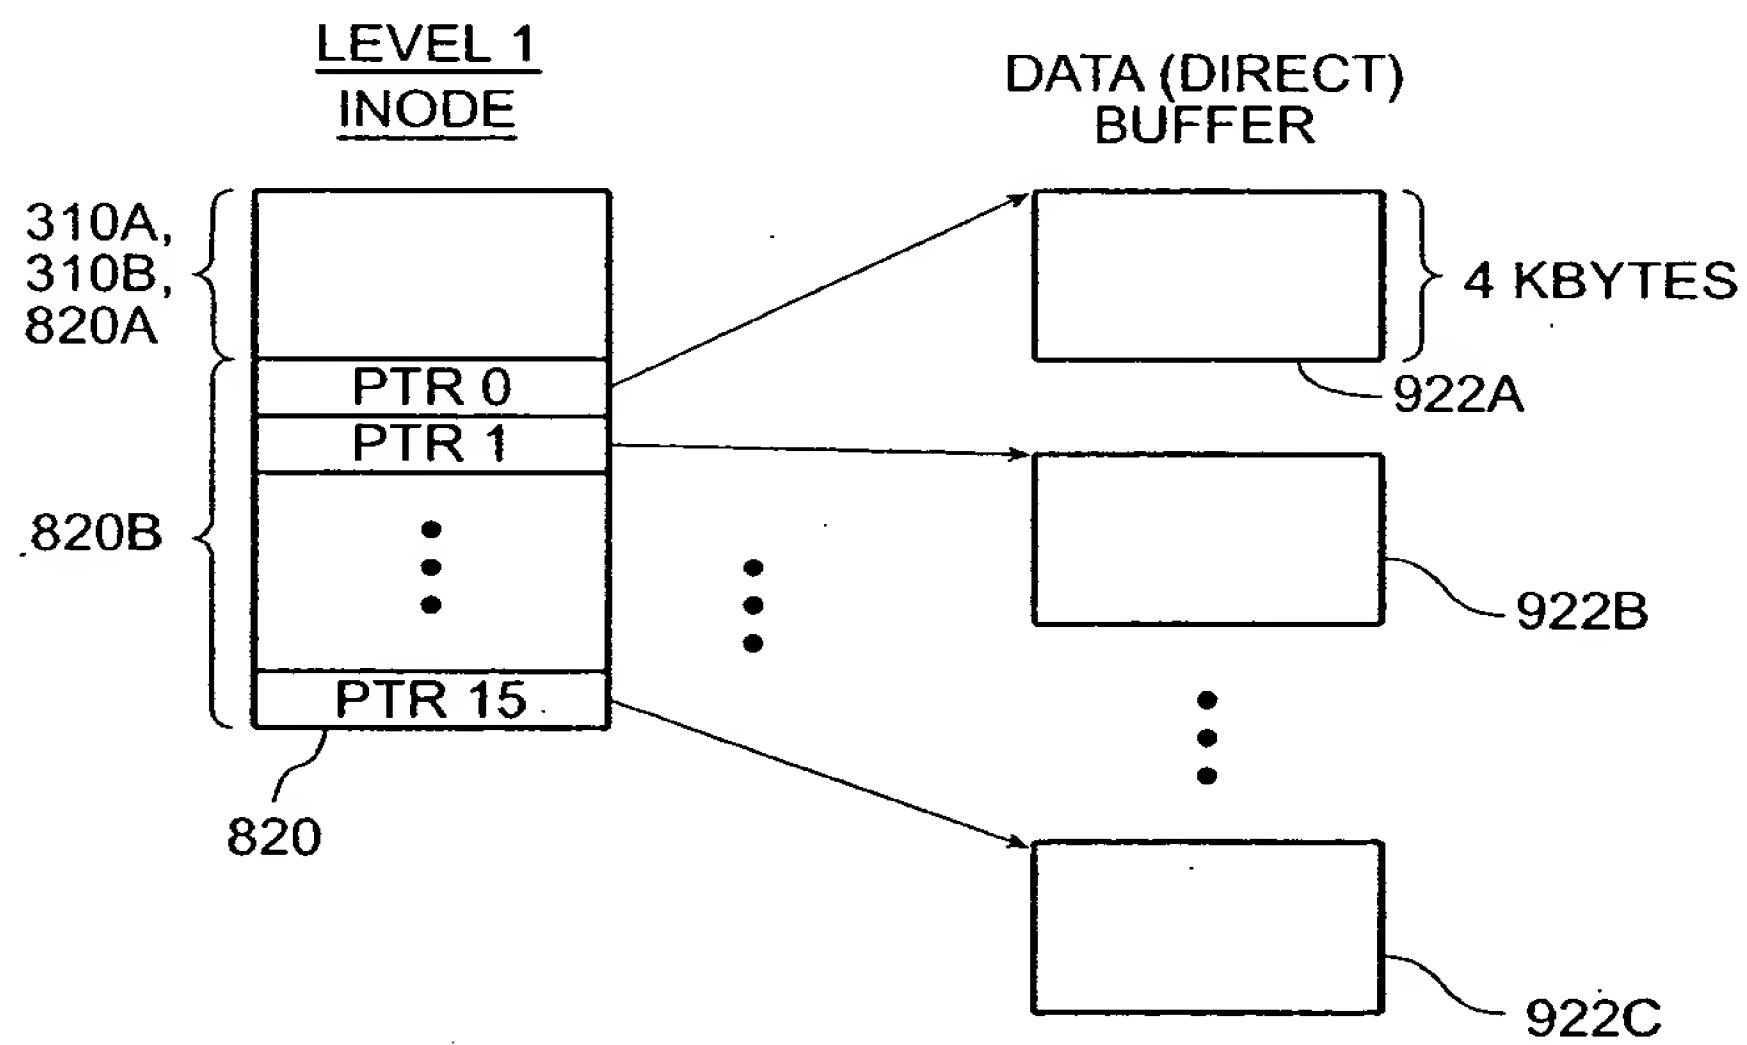 LEVEL 1
INODE
DATA (DIRECT)
BUFFER
310A,
310B,
820A
PTR 0
PTR 1
820B
PTR 15
820
4 KBYTES
922A
922B
922C